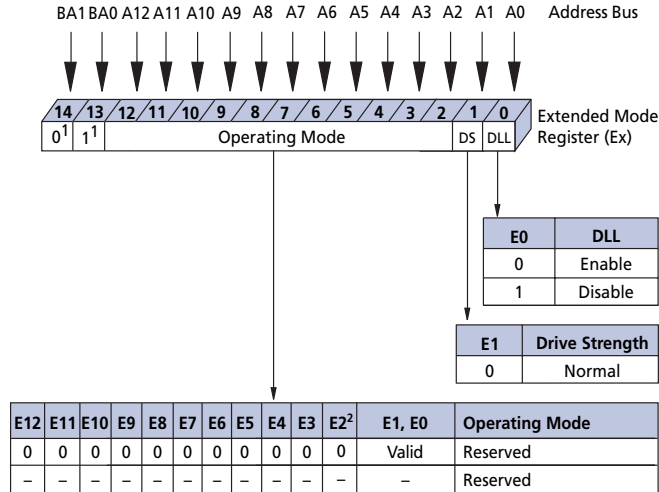 BA1 BA0 A12 A11 A10 A9 A8 A7 A6 A5 A4 A3 A2 A1 A0 Address Bus
14 13 12 11 10 9 8 7 6 5 4 3 2 1 0
Extended Mode
Register (Ex)
0¹ 1¹ Operating Mode DS DLL
E0 DLL
0 Enable
1 Disable
E1 Drive Strength
0 Normal
E12 E11 E10 E9 E8 E7 E6 E5 E4 E3 E2² E1, E0 Operating Mode
0 0 0 0 0 0 0 0 0 0 0 Valid Reserved
– – – – – – – – – – – – Reserved